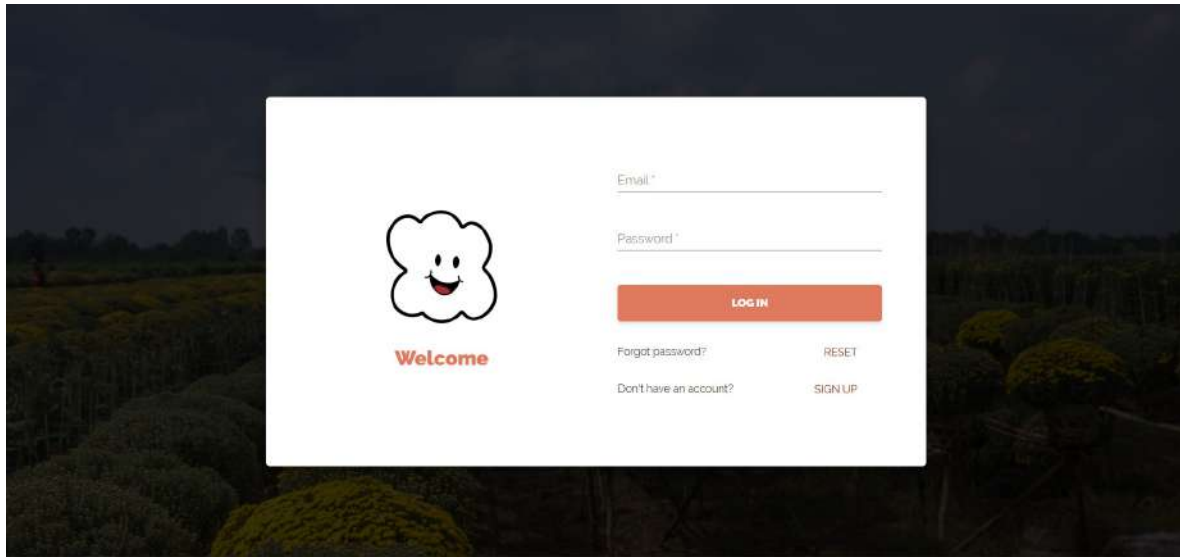 Email *
Password *
LOG IN
Welcome
Forgot password?
RESET
Don't have an account?
SIGN UP